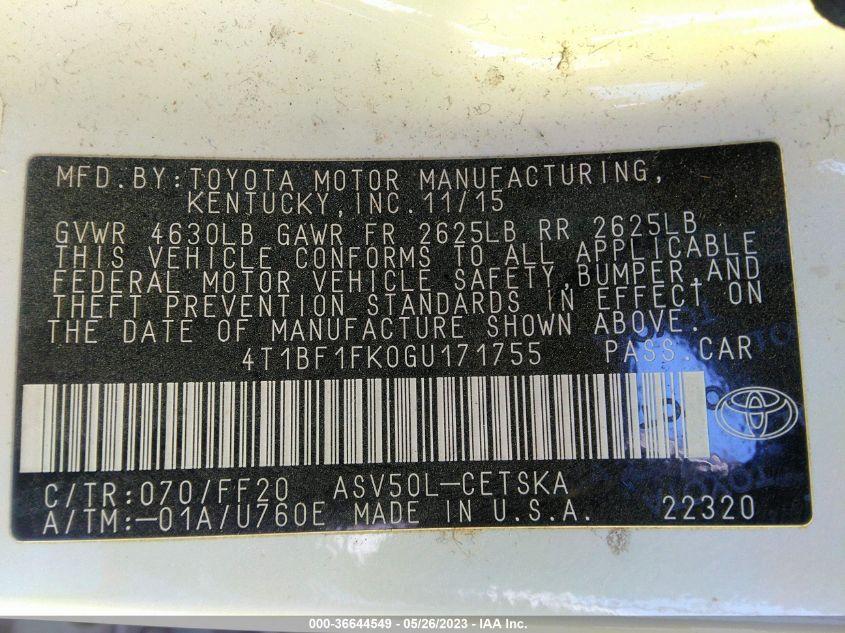 MFD.BY:TOYOTA MOTOR MANUFACTURING,
KENTUCKY,INC.11/15
GVWR 4630LB GAWR FR 2625LB RR 2625LB
THIS VEHICLE CONFORMS TO ALL APPLICABLE
FEDERAL MOTOR VEHICLE SAFETY,BUMPER,AND
THEFT PREVENTION STANDARDS IN EFFECT ON
THE DATE OF MANUFACTURE SHOWN ABOVE.
4T1BF1FK0GU171755 PASS.CAR
C/TR:070/FF20 ASV50L-CETSKA
A/TM:-01A/U760E MADE IN U.S.A. 22320
000-36644549 - 05/26/2023 - IAA Inc.